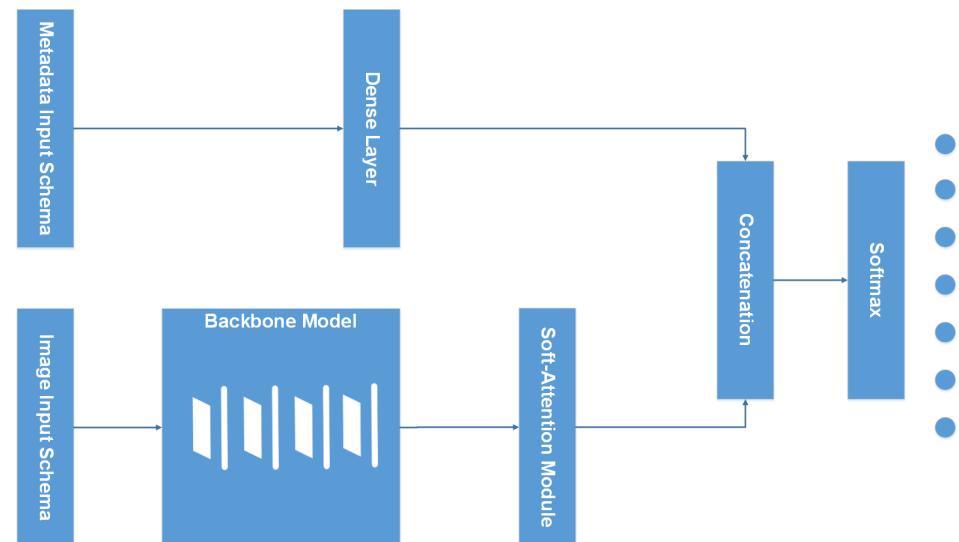 Metadata Input Schema
Dense Layer
Concatenation
Softmax
Image Input Schema
Backbone Model
Soft-Attention Module